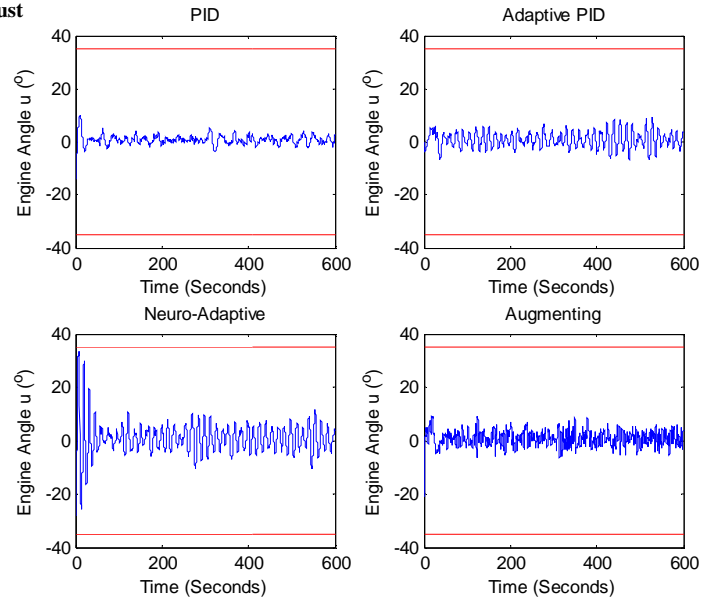 ust
PID
Adaptive PID
40
20
0
-20
-40
Engine Angle u (o)
0 200 400 600
Time (Seconds)
40
20
0
-20
-40
Engine Angle u (o)
0 200 400 600
Time (Seconds)
Neuro-Adaptive
Augmenting
40
20
0
-20
-40
Engine Angle u (o)
0 200 400 600
Time (Seconds)
40
20
0
-20
-40
Engine Angle u (o)
0 200 400 600
Time (Seconds)